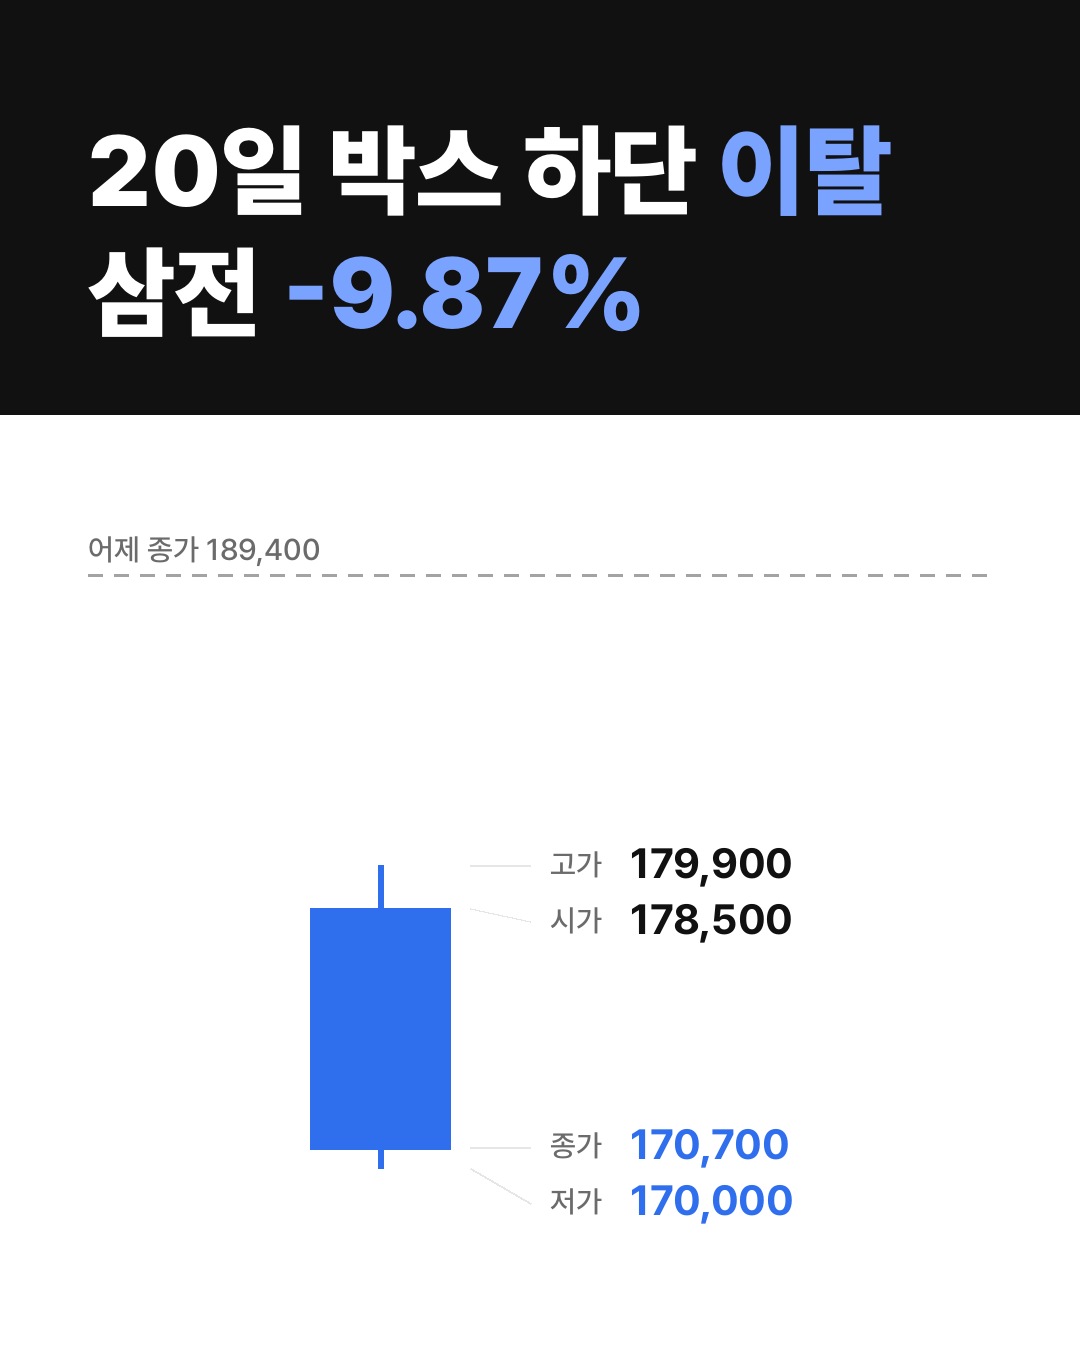 20일 박스 하단 이탈
삼전 -9.87%
어제 종가 189,400
고가 179,900
시가 178,500
종가 170,700
저가 170,000